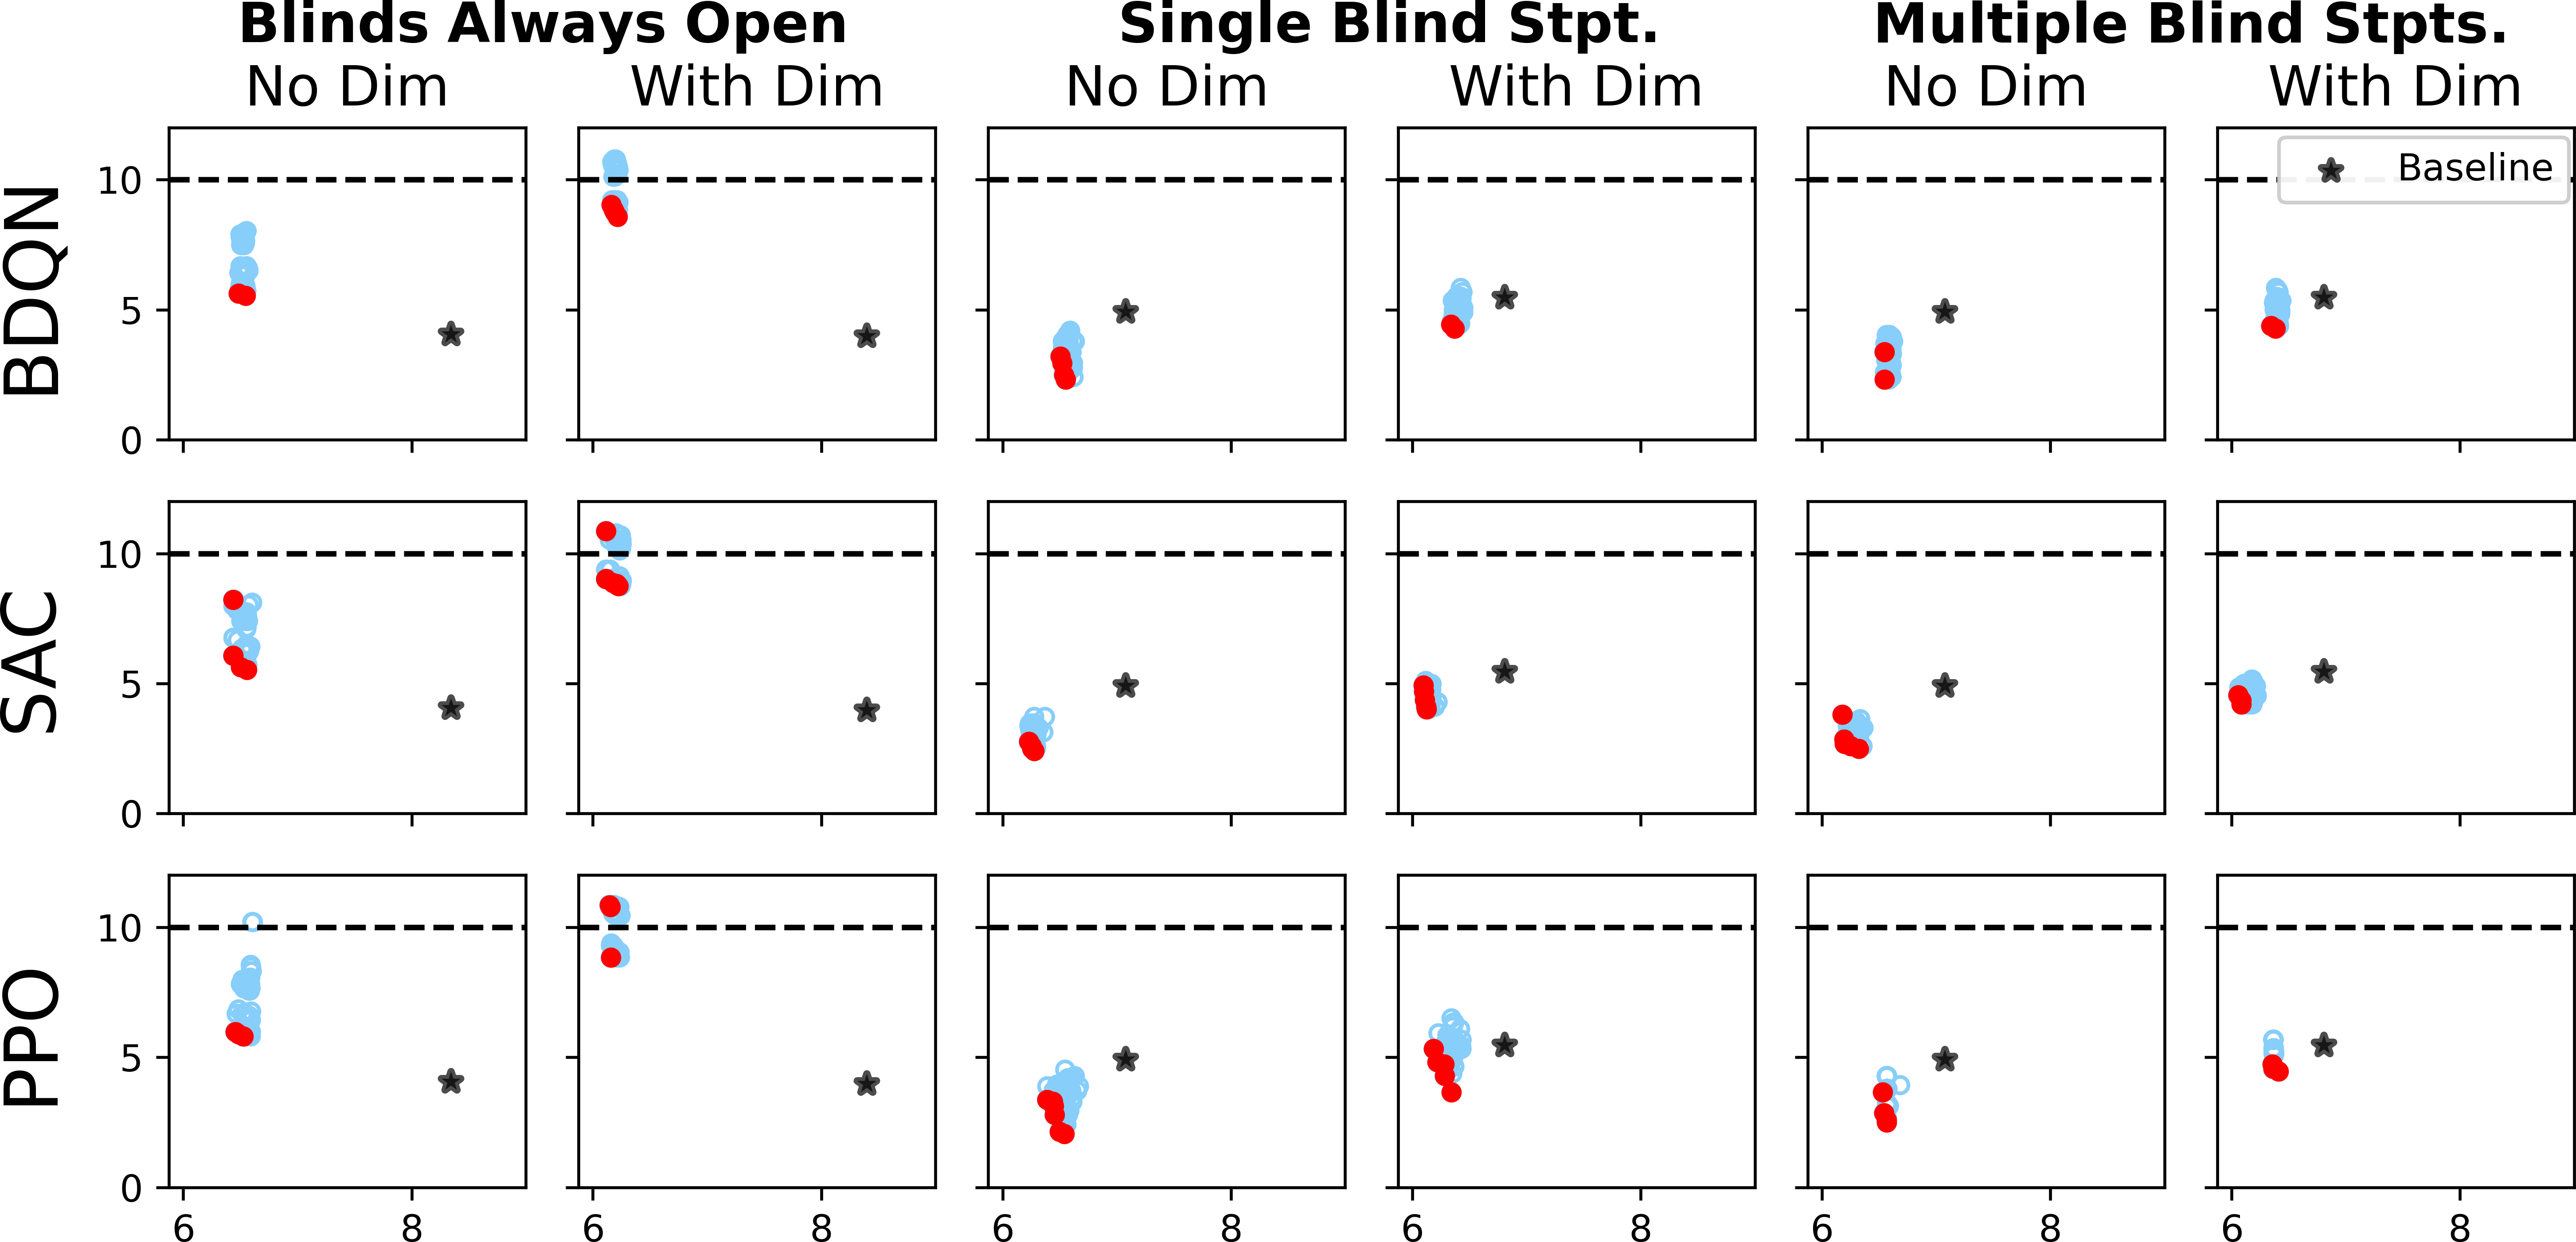 Blinds Always Open Single Blind Stpt. Multiple Blind Stpts.
No Dim With Dim No Dim With Dim No Dim With Dim
BDQN
10
5
0
Baseline
SAC
10
5
0
PPO
10
5
0
6 8 6 8 6 8 6 8 6 8 6 8